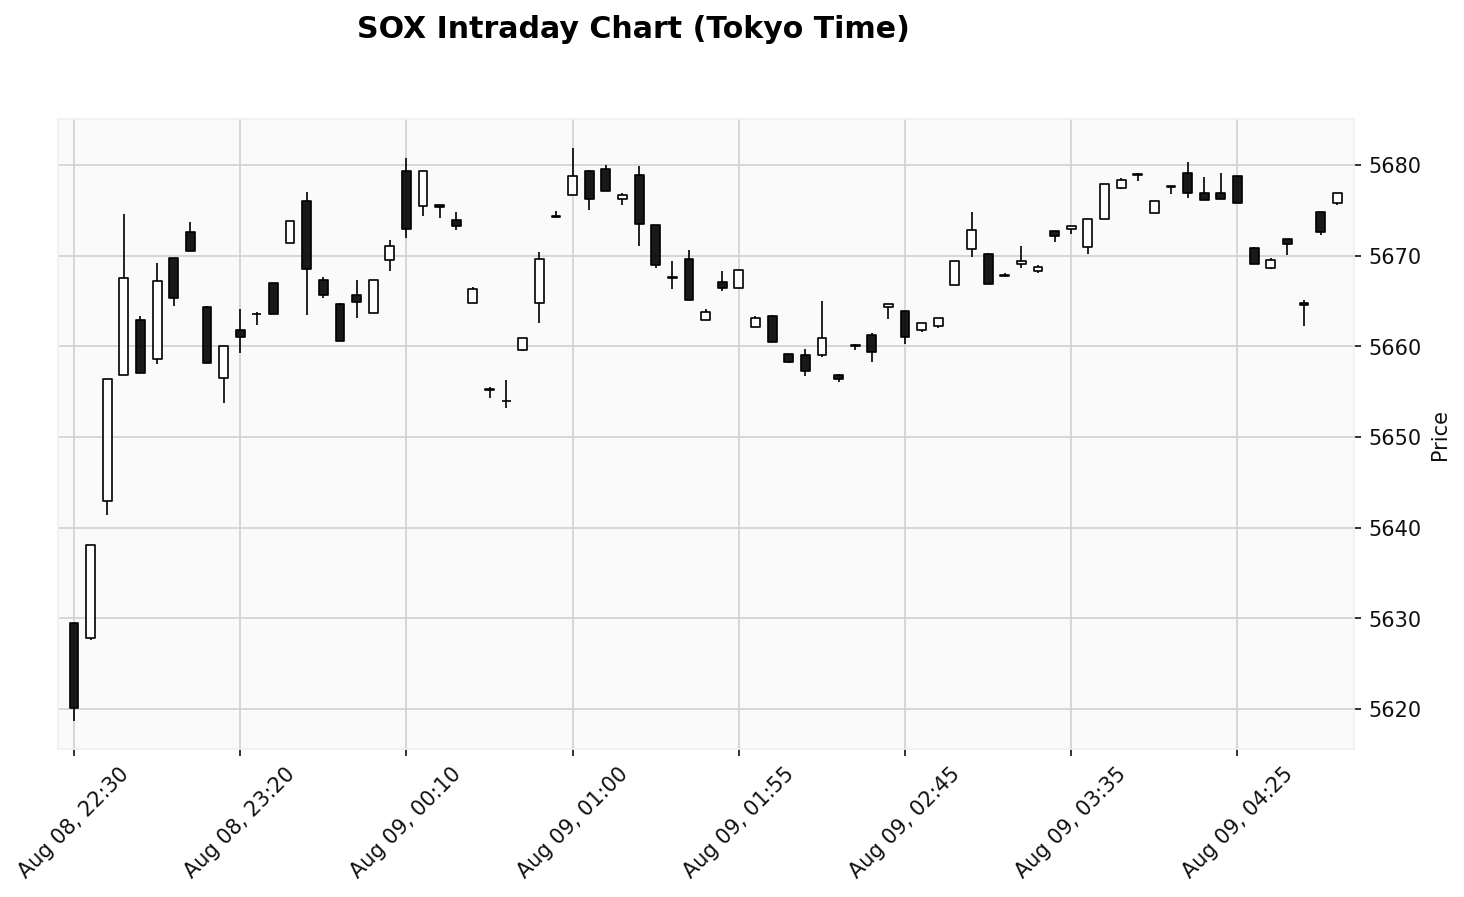 SOX Intraday Chart (Tokyo Time)
5680
5670
5660
5650
5640
5630
5620
Price
Aug 08, 22:30
Aug 08, 23:20
Aug 09, 00:10
Aug 09, 01:00
Aug 09, 01:55
Aug 09, 02:45
Aug 09, 03:35
Aug 09, 04:25